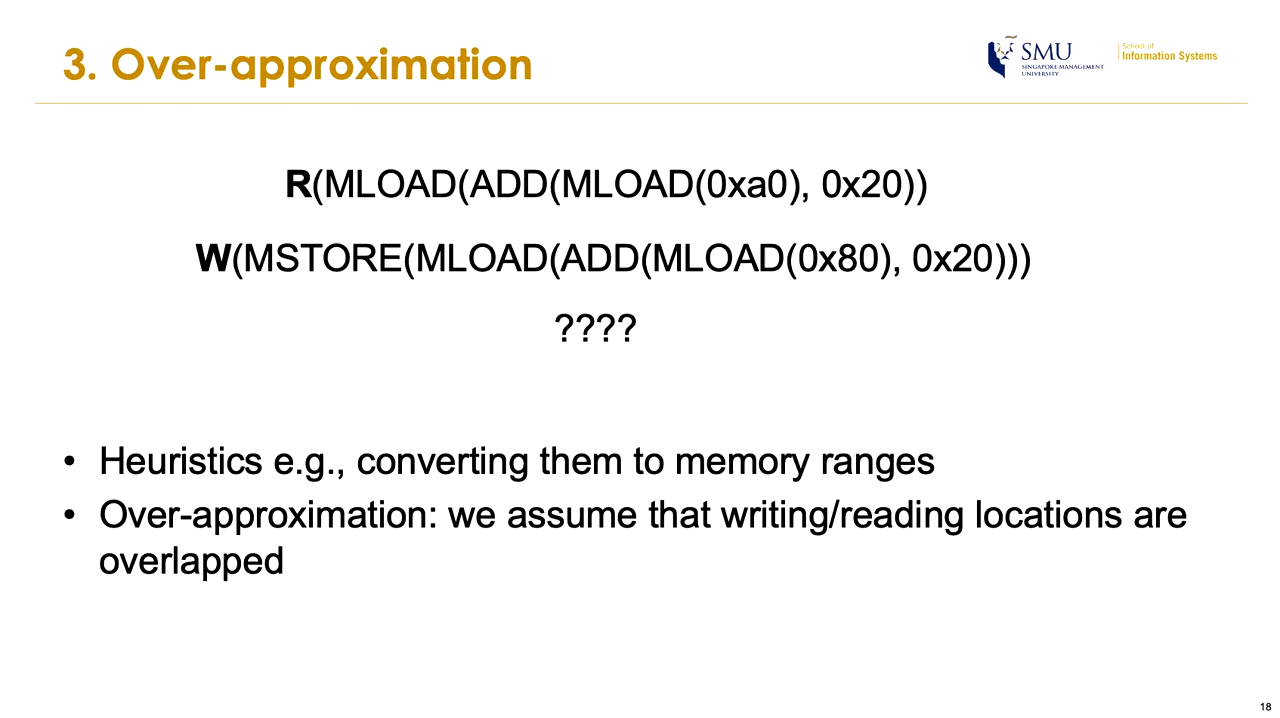 3. Over-approximation
SMU
SINGAPORE MANAGEMENT
UNIVERSITY
School of
Information Systems
R(MLOAD(ADD(MLOAD(0xa0), 0x20))
W(MSTORE(MLOAD(ADD(MLOAD(0x80), 0x20)))
????
• Heuristics e.g., converting them to memory ranges
• Over-approximation: we assume that writing/reading locations are
overlapped
18